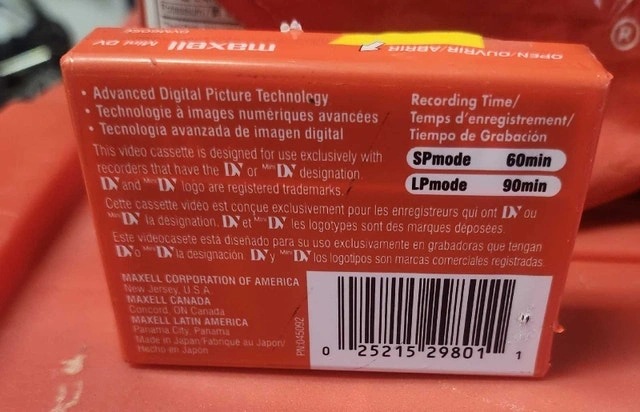 maxell Mini DV
OPEN/OUVRIR/ABRIR
• Advanced Digital Picture Technology
• Technologie à images numériques avancées
• Tecnologia avanzada de imagen digital
Recording Time/
Temps d'enregistrement/
Tiempo de Grabación
SPmode 60min
LPmode 90min
This video cassette is designed for use exclusively with
recorders that have the DV or Mini DV designation.
DV and Mini DV logo are registered trademarks.
Cette cassette video est conçue exclusivement pour les enregistreurs qui ont DV ou
Mini DV la designation. DV et Mini DV les logotypes sont des marques déposées.
Este videocasete está diseñado para su uso exclusivamente en grabadoras que tengan
DV o Mini DV la designación DV y Mini DV los logotipos son marcas comerciales registradas.
MAXELL CORPORATION OF AMERICA
New Jersey, U.S.A.
MAXELL CANADA
Concord, ON Canada
MAXELL LATIN AMERICA
Panama City, Panama
Made in Japan/Fabriqué au Japon/
Hecho en Japón
PN:045092
0 25215 29801 1
®